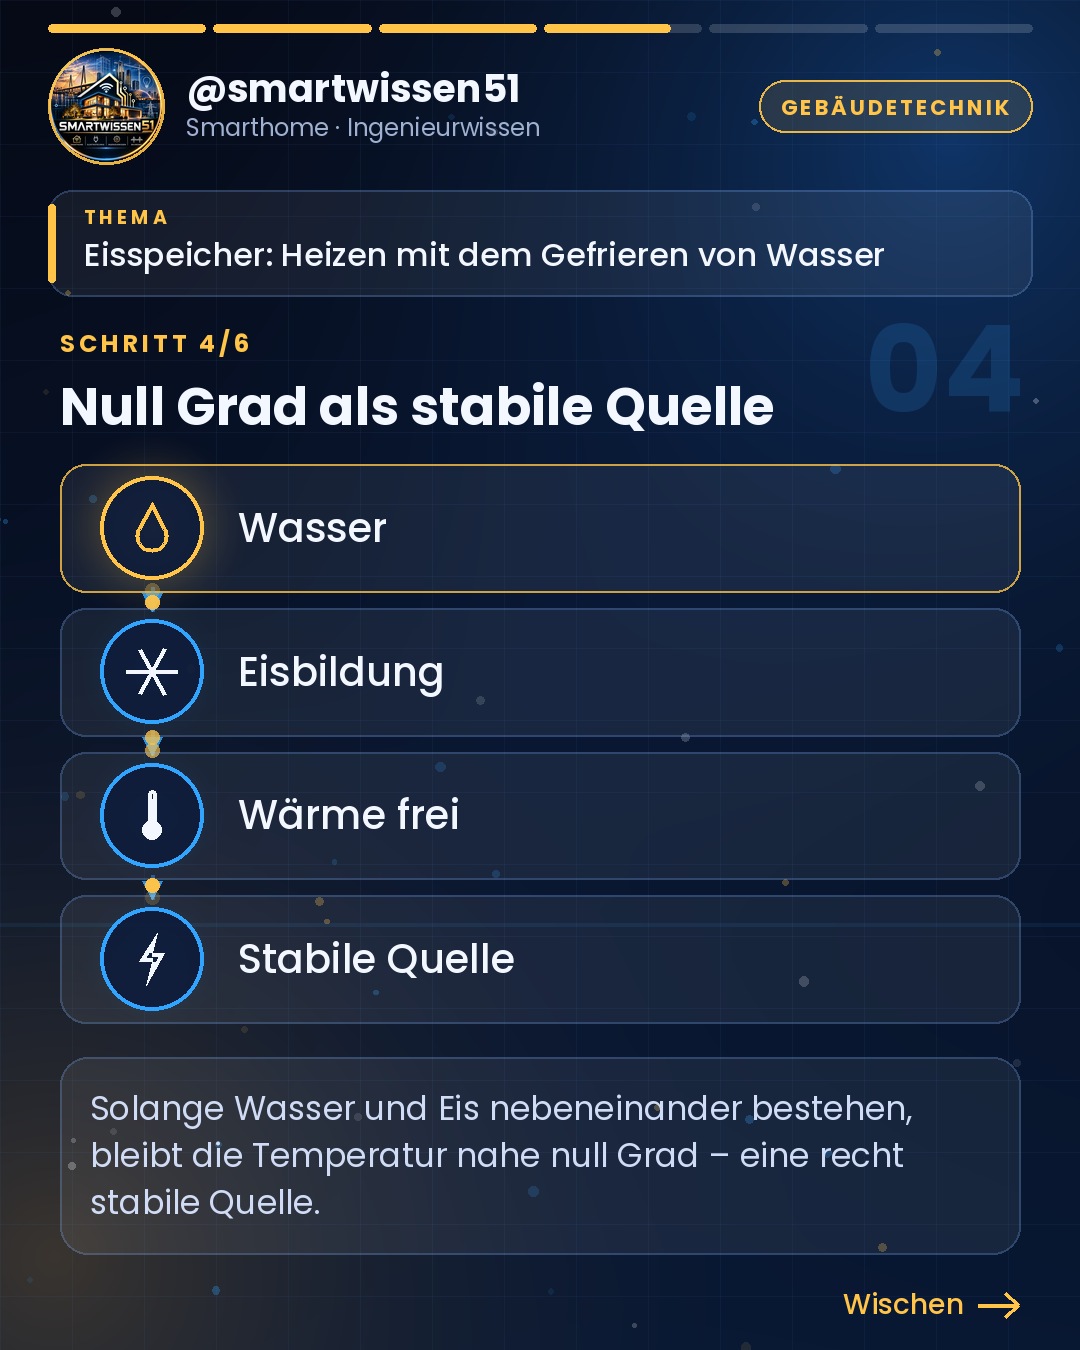 @smartwissen51
Smarthome · Ingenieurwissen
GEBÄUDETECHNIK
SMARTWISSEN51
THEMA
Eisspeicher: Heizen mit dem Gefrieren von Wasser
SCHRITT 4/6
04
Null Grad als stabile Quelle
Wasser
Eisbildung
Wärme frei
Stabile Quelle
Solange Wasser und Eis nebeneinander bestehen,
bleibt die Temperatur nahe null Grad – eine recht
stabile Quelle.
Wischen